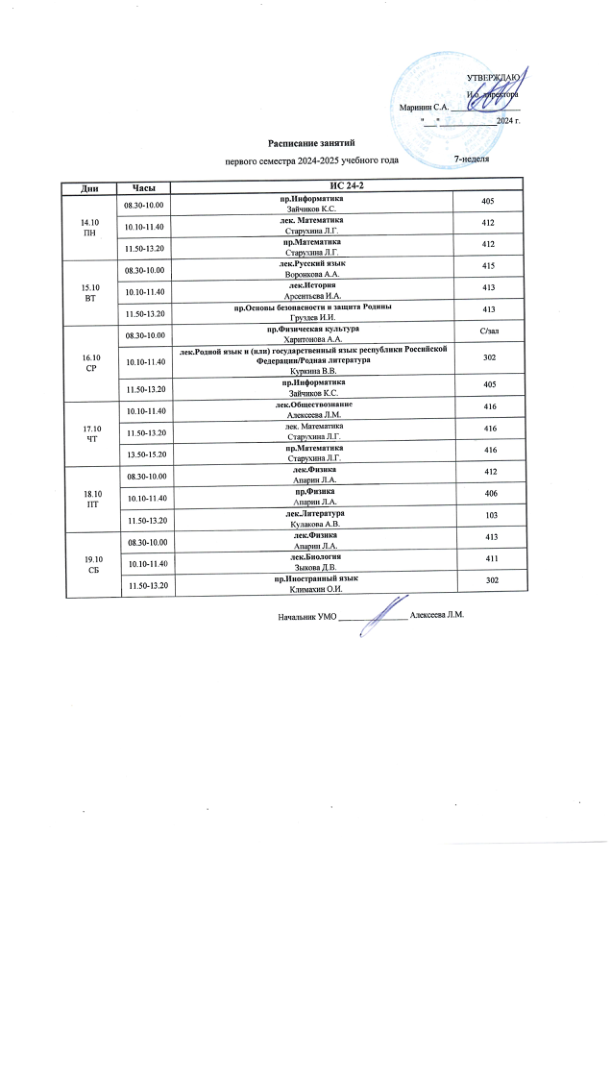 УТВЕРЖДАЮ
И.о. директора
Маринин С.А. ________________
"___"______________2024 г.
Расписание занятий
первого семестра 2024-2025 учебного года 7-неделя
Дни Часы ИС 24-2
14.10
ПН
08.30-10.00 пр.Информатика 405
Зайчиков К.С.
10.10-11.40 лек. Математика 412
Старухина Л.Г.
11.50-13.20 пр.Математика 412
Старухина Л.Г.
15.10
ВТ
08.30-10.00 лек.Русский язык 415
Воронкова А.А.
10.10-11.40 лек.История 413
Арсентьева И.А.
11.50-13.20 пр.Основы безопасности и защита Родины 413
Груздев И.И.
16.10
СР
08.30-10.00 пр.Физическая культура С/зал
Харитонова А.А.
10.10-11.40 лек.Родной язык и (или) государственный язык республики Российской 302
Федерации/Родная литература
Куркина В.В.
11.50-13.20 пр.Информатика 405
Зайчиков К.С.
17.10
ЧТ
10.10-11.40 лек.Обществознание 416
Алексеева Л.М.
11.50-13.20 лек. Математика 416
Старухина Л.Г.
13.50-15.20 пр.Математика 416
Старухина Л.Г.
18.10
ПТ
08.30-10.00 лек.Физика 412
Апарин Л.А.
10.10-11.40 пр.Физика 406
Апарин Л.А.
11.50-13.20 лек.Литература 103
Кулакова А.В.
19.10
СБ
08.30-10.00 лек.Физика 413
Апарин Л.А.
10.10-11.40 лек.Биология 411
Зыкова Д.В.
11.50-13.20 пр.Иностранный язык 302
Климахин О.И.
Начальник УМО ________________ Алексеева Л.М.